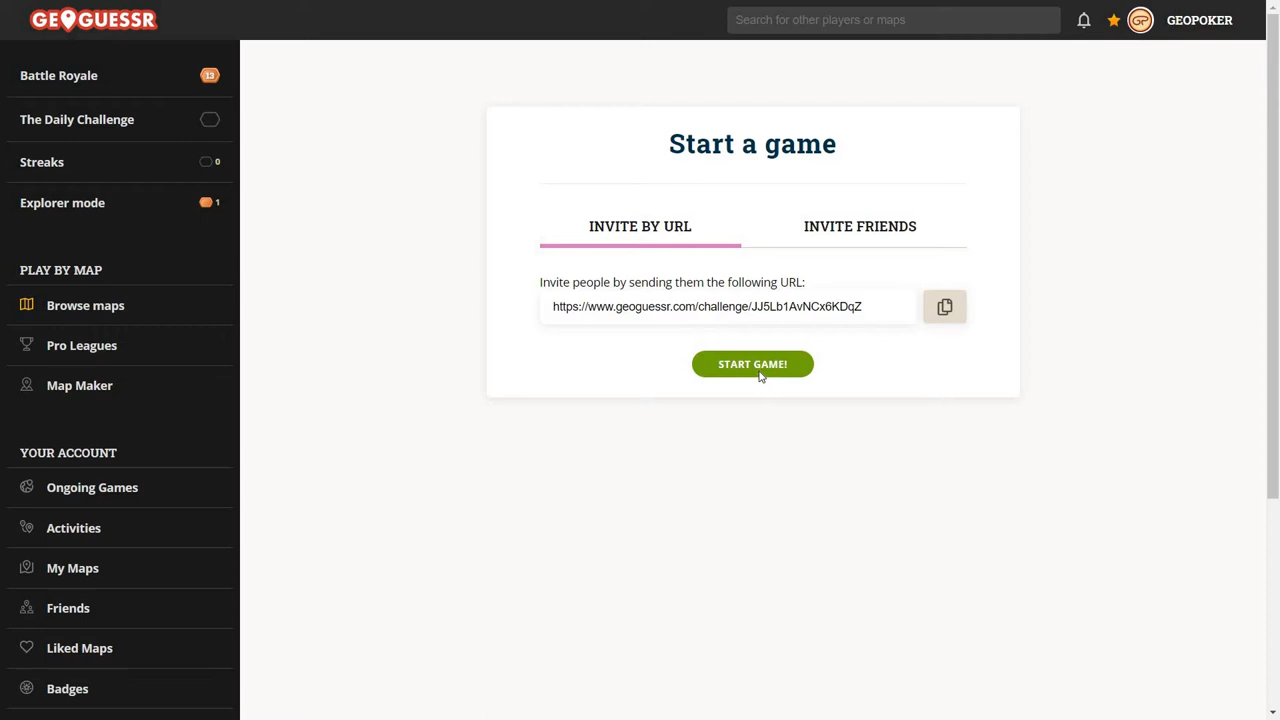 GEOGUESSR
Search for other players or maps
GP
GEOPOKER
Battle Royale
13
The Daily Challenge
Streaks
0
Explorer mode
1
PLAY BY MAP
Browse maps
Pro Leagues
Map Maker
YOUR ACCOUNT
Ongoing Games
Activities
My Maps
Friends
Liked Maps
Badges
Start a game
INVITE BY URL
INVITE FRIENDS
Invite people by sending them the following URL:
https://www.geoguessr.com/challenge/JJ5Lb1AvNCx6KDqZ
START GAME!